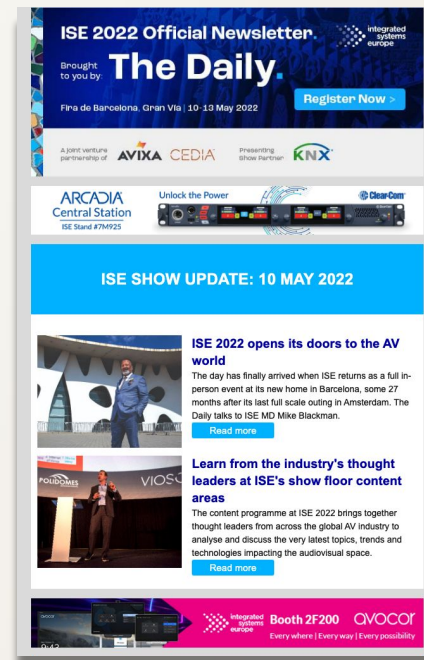 ISE 2022 Official Newsletter.
integrated
systems
europe
Brought
to you by:
The Daily.
Fira de Barcelona, Gran Vía | 10-13 May 2022
Register Now >
A joint venture
partnership of
AVIXA CEDIA
Presenting
Show Partner
KNX
ARCADIA
Central Station
ISE Stand #7M925
Unlock the Power
Clear-Com
ISE SHOW UPDATE: 10 MAY 2022
ISE 2022 opens its doors to the AV
world
The day has finally arrived when ISE returns as a full in-
person event at its new home in Barcelona, some 27
months after its last full scale outing in Amsterdam. The
Daily talks to ISE MD Mike Blackman.
Read more
POLIDOMES
VIOSO
Learn from the industry's thought
leaders at ISE's show floor content
areas
The content programme at ISE 2022 brings together
thought leaders from across the global AV industry to
analyse and discuss the very latest topics, trends and
technologies impacting the audiovisual space.
Read more
avocor
9:43
integrated
systems
europe
Booth 2F200
avocor
Every where | Every way | Every possibility